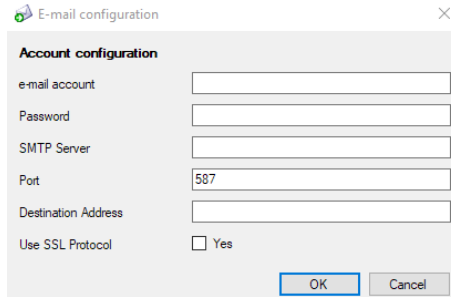 E-mail configuration
Account configuration
e-mail account
Password
SMTP Server
Port 587
Destination Address
Use SSL Protocol Yes
OK Cancel